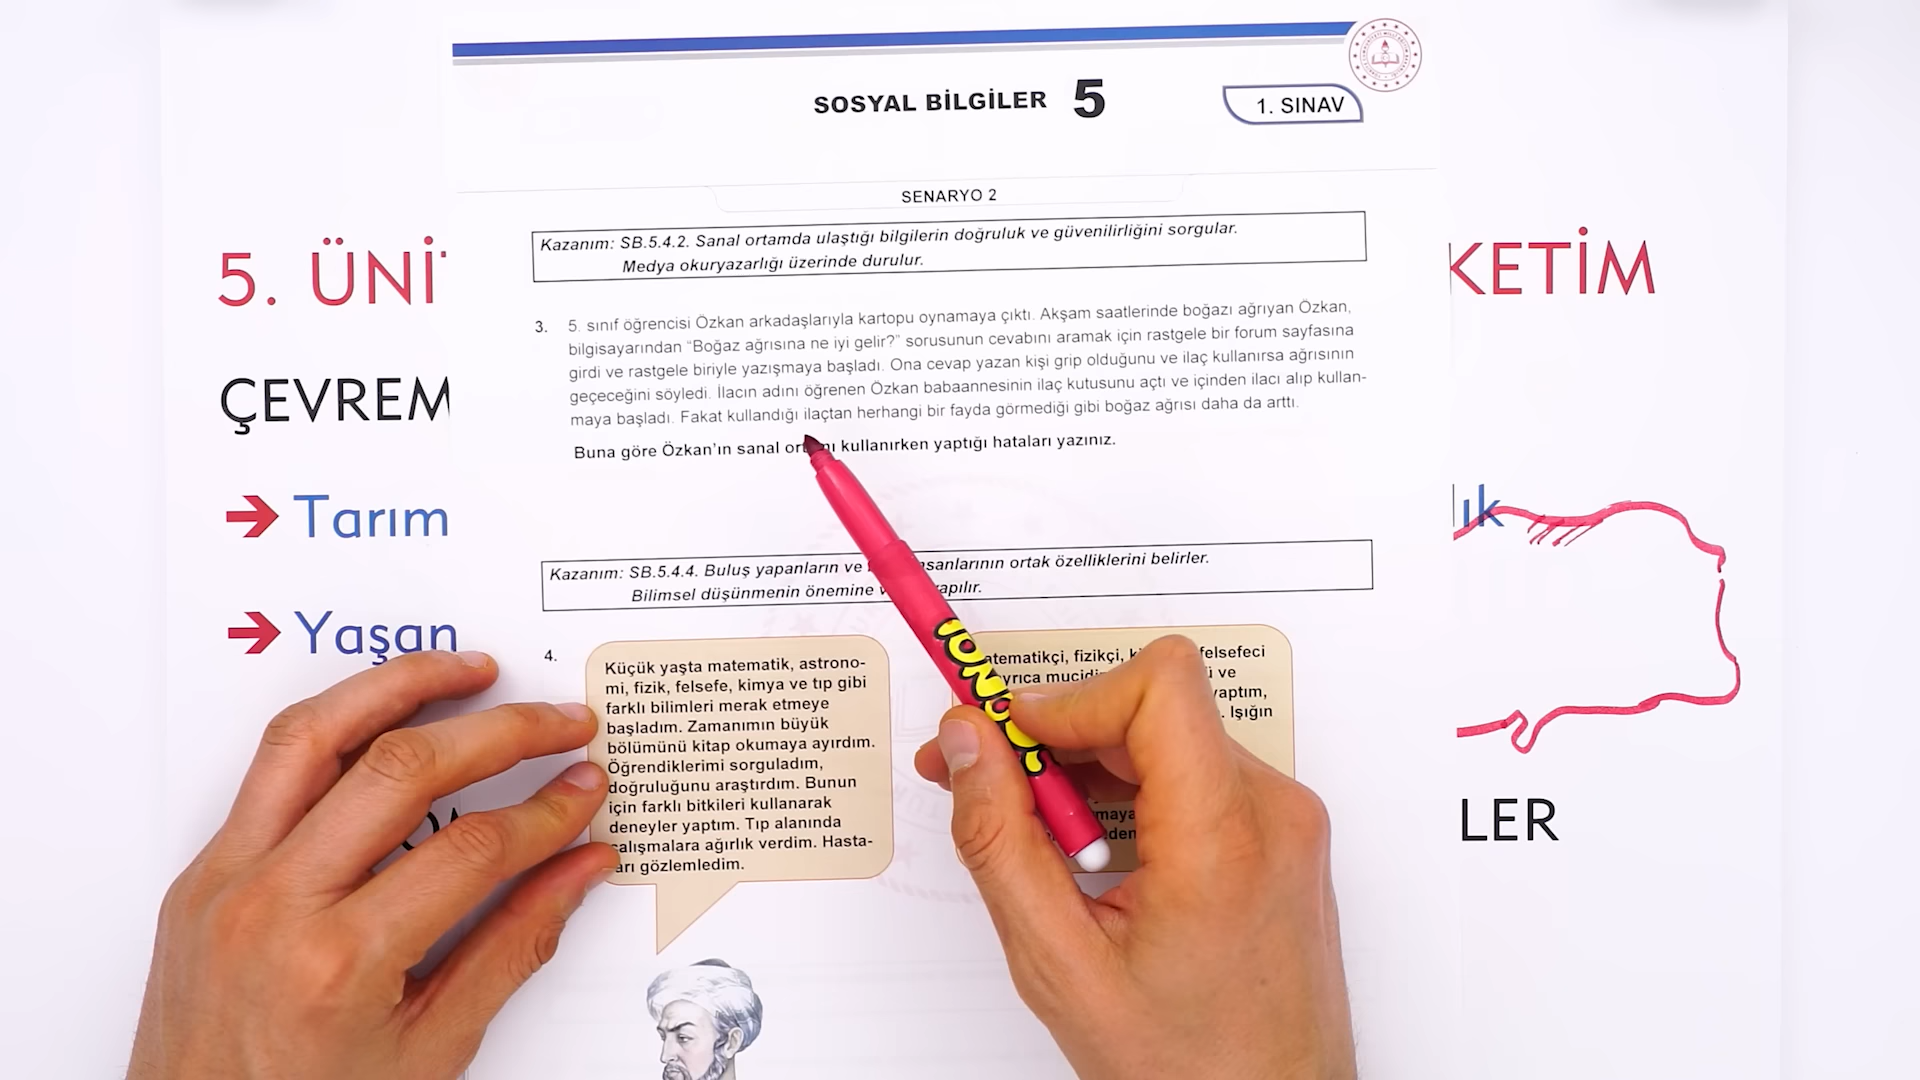 SOSYAL BİLGİLER 5
1. SINAV
SENARYO 2
Kazanım: SB.5.4.2. Sanal ortamda ulaştığı bilgilerin doğruluk ve güvenilirliğini sorgular.
Medya okuryazarlığı üzerinde durulur.
3. 5. sınıf öğrencisi Özkan arkadaşlarıyla kartopu oynamaya çıktı. Akşam saatlerinde boğazı ağrıyan Özkan,
bilgisayarından “Boğaz ağrısına ne iyi gelir?” sorusunun cevabını aramak için rastgele bir forum sayfasına
girdi ve rastgele biriyle yazışmaya başladı. Ona cevap yazan kişi grip olduğunu ve ilaç kullanırsa ağrısının
geçeceğini söyledi. İlacın adını öğrenen Özkan babaannesinin ilaç kutusunu açtı ve içinden ilacı alıp kullan-
maya başladı. Fakat kullandığı ilaçtan herhangi bir fayda görmediği gibi boğaz ağrısı daha da arttı.
Buna göre Özkan’ın sanal kullanırken yaptığı hataları yazınız.
Kazanım: SB.5.4.4. Buluş yapanların ve ortak özelliklerini belirler.
Bilimsel düşünmenin önemine
4.
Küçük yaşta matematik, astrono-
mi, fizik, felsefe, kimya ve tıp gibi
farklı bilimleri merak etmeye
başladım. Zamanımın büyük
bölümünü kitap okumaya ayırdım.
Öğrendiklerimi sorguladım,
doğruluğunu araştırdım. Bunun
için farklı bitkileri kullanarak
deneyler yaptım. Tıp alanında
çalışmalara ağırlık verdim. Hasta-
gözlemledim.
fizikçi, felsefeci
ve
yaptım,
Işığın
5. ÜNİ
KETİM
ÇEVREM
Tarım
lık
Yaşan
LER